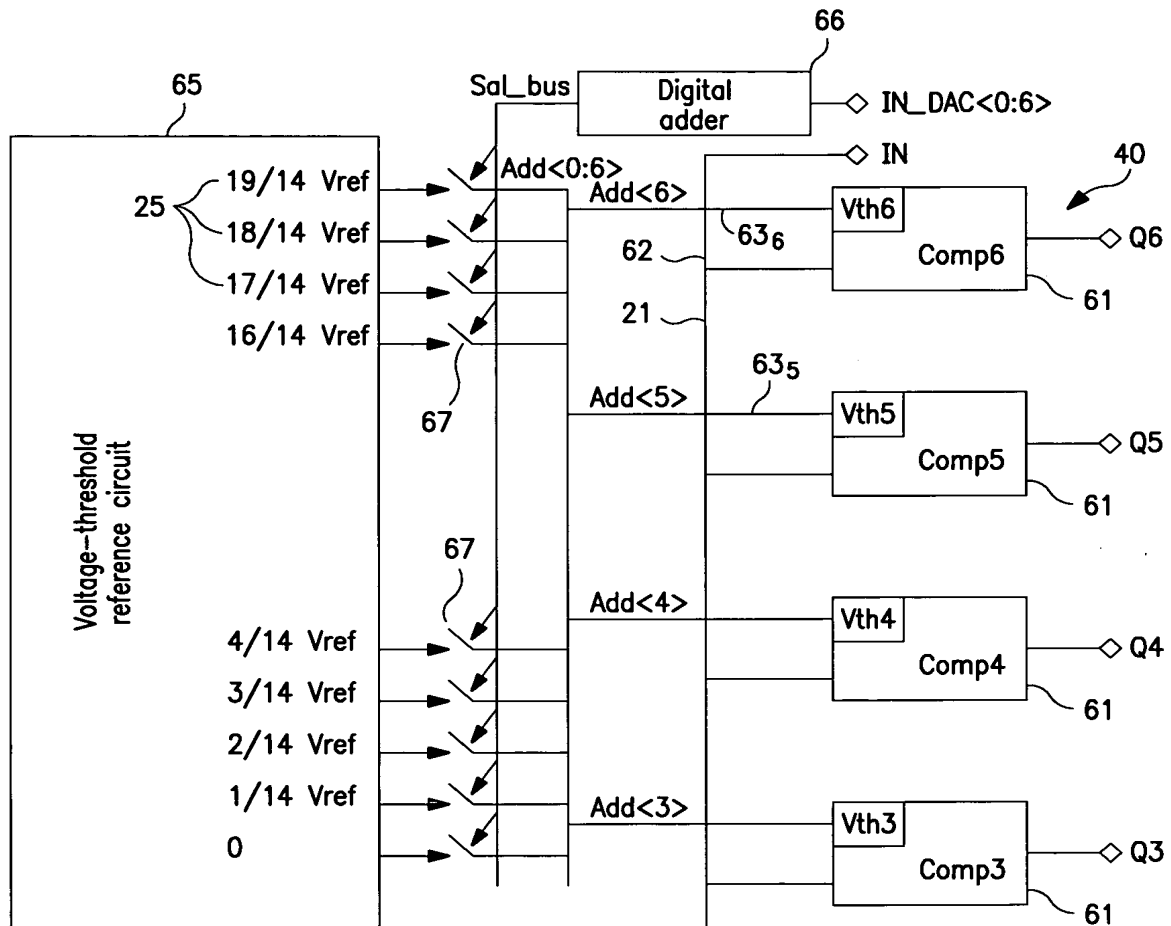 66
65
Sal_bus
Digital
adder
IN_DAC<0:6>
IN
Add<0:6>
40
19/14 Vref
25
18/14 Vref
17/14 Vref
16/14 Vref
Add<6>
63₆
Vth6
Comp6
Q6
62
61
21
67
Add<5>
63₅
Vth5
Comp5
Q5
61
Voltage–threshold
reference circuit
67
4/14 Vref
3/14 Vref
2/14 Vref
1/14 Vref
0
Add<4>
Vth4
Comp4
Q4
61
Add<3>
Vth3
Comp3
Q3
61